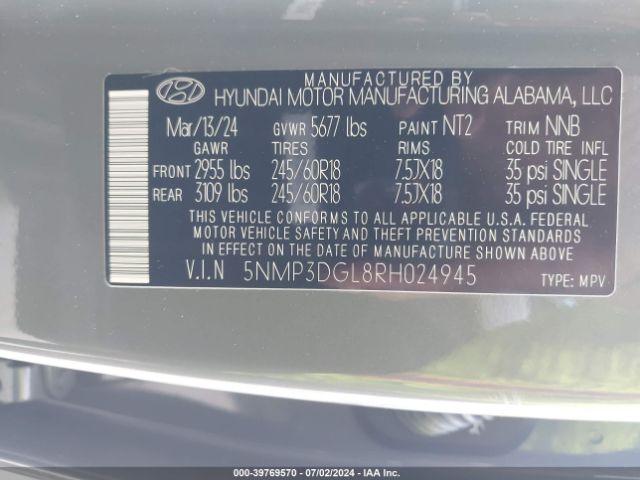 MANUFACTURED BY
HYUNDAI MOTOR MANUFACTURING ALABAMA, LLC
Mar/13/24 GVWR 5677 lbs PAINT NT2 TRIM NNB
GAWR TIRES RIMS COLD TIRE INFL
FRONT 2955 lbs 245/60R18 7.5JX18 35 psi SINGLE
REAR 3109 lbs 245/60R18 7.5JX18 35 psi SINGLE
THIS VEHICLE CONFORMS TO ALL APPLICABLE U.S.A. FEDERAL
MOTOR VEHICLE SAFETY AND THEFT PREVENTION STANDARDS
IN EFFECT ON THE DATE OF MANUFACTURE SHOWN ABOVE.
V.I.N 5NMP3DGL8RH024945 TYPE: MPV
000-39769570 - 07/02/2024 - IAAI.COM